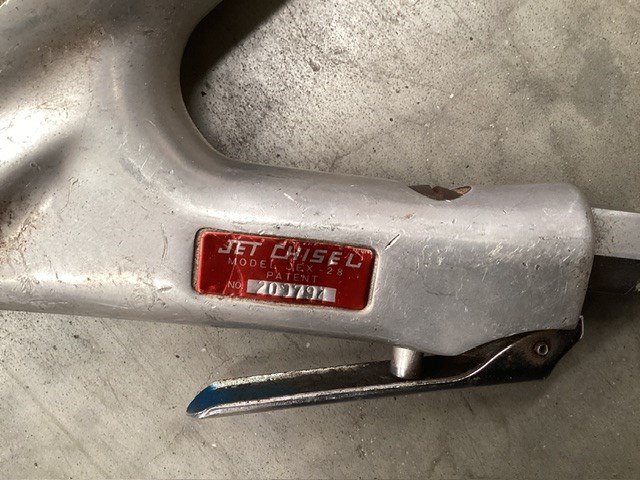 JET CHISEL
MODEL JEX-28
PATENT
NO.